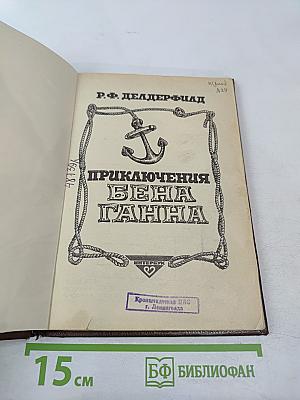 Р.Ф. ДЕЛДЕРФИЛД
ПРИКЛЮЧЕНИЯ
БЕНА
ГАННА
ИНТЕРБУК
Кронштадтская ЦБС
г. Ленинграда
15 см
БФ БИБЛИОФАН